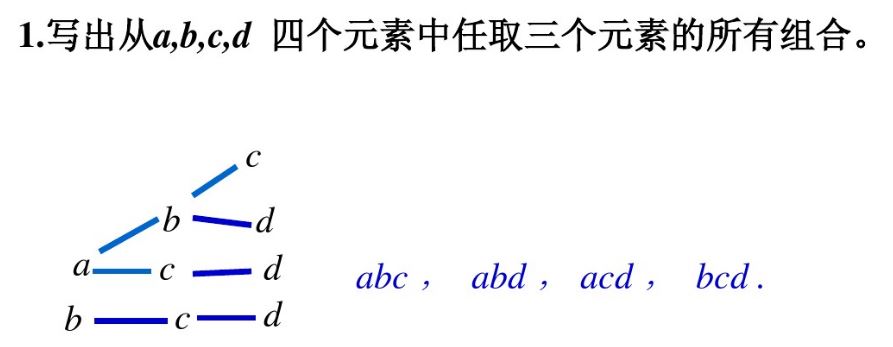 1.写出从a,b,c,d 四个元素中任取三个元素的所有组合。
c
b d
a c d
abc， abd， acd， bcd.
b c d